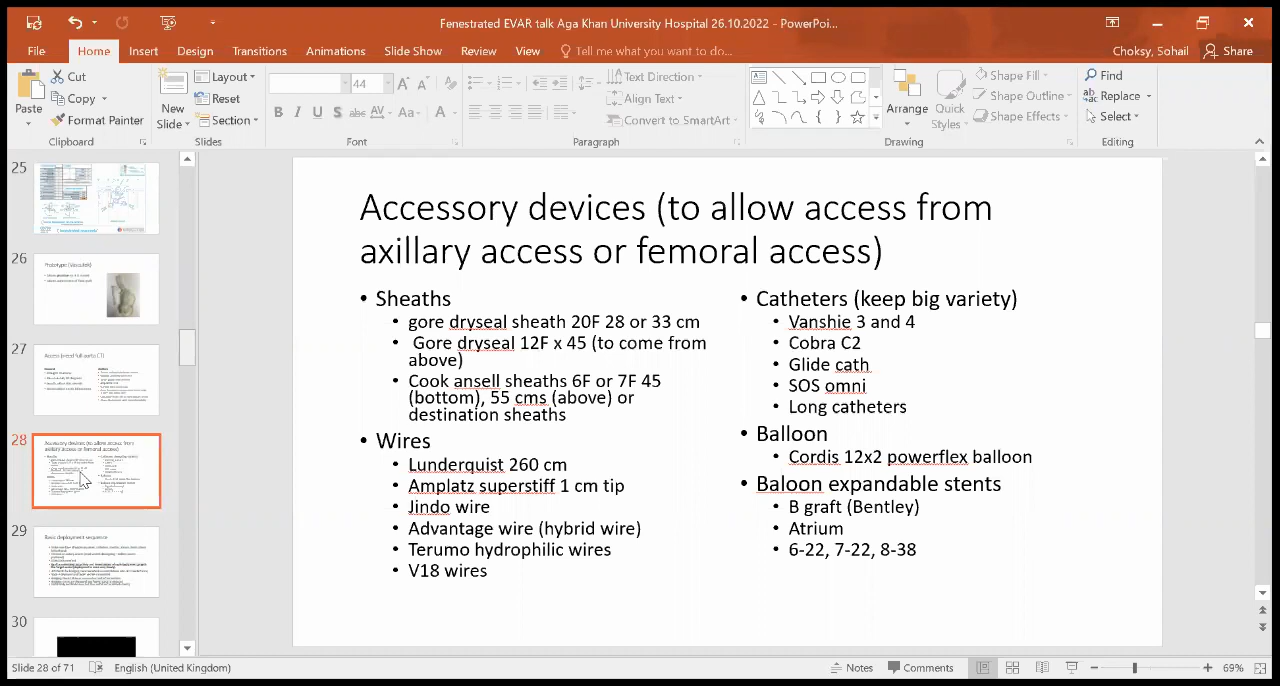 Fenestrated EVAR talk Aga Khan University Hospital 26.10.2022 - PowerPoi...
File Home Insert Design Transitions Animations Slide Show Review View Tell me what you want to do... Choksy, Sohail Share
Paste Cut Copy Format Painter
Clipboard
New Slide Layout Reset Section
Slides
44
B I U S abc AV Aa A
Font
Text Direction
Align Text
Convert to SmartArt
Paragraph
Arrange Quick Styles Shape Fill Shape Outline Shape Effects
Drawing
Find
Replace
Select
Editing
25
26
27
28
29
30
Accessory devices (to allow access from
axillary access or femoral access)
• Sheaths
• gore dryseal sheath 20F 28 or 33 cm
• Gore dryseal 12F x 45 (to come from
above)
• Cook ansell sheaths 6F or 7F 45
(bottom), 55 cms (above) or
destination sheaths
• Wires
• Lunderquist 260 cm
• Amplatz superstiff 1 cm tip
• Jindo wire
• Advantage wire (hybrid wire)
• Terumo hydrophilic wires
• V18 wires
• Catheters (keep big variety)
• Vanshie 3 and 4
• Cobra C2
• Glide cath
• SOS omni
• Long catheters
• Balloon
• Cordis 12x2 powerflex balloon
• Baloon expandable stents
• B graft (Bentley)
• Atrium
• 6-22, 7-22, 8-38
Slide 28 of 71 English (United Kingdom) Notes Comments 69%